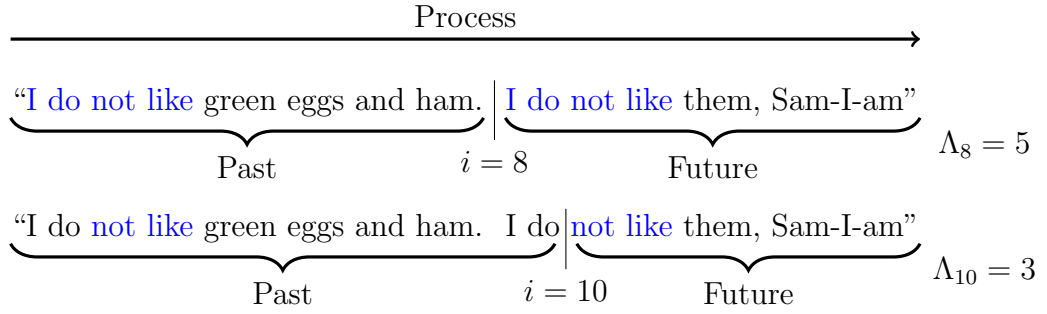 Process
“I do not like green eggs and ham. I do not like them, Sam-I-am”
Past i = 8 Future Λ₈ = 5
“I do not like green eggs and ham. I do not like them, Sam-I-am”
Past i = 10 Future Λ₁₀ = 3